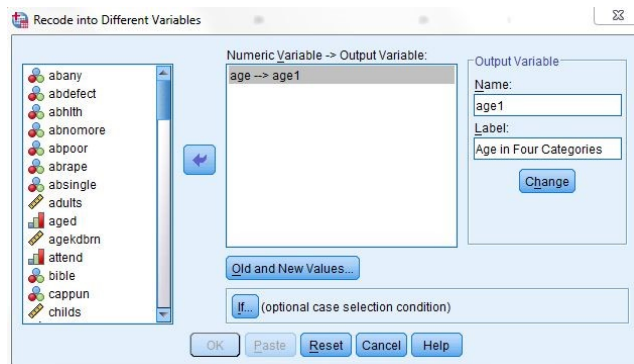 Recode into Different Variables
abany
abdefect
abhlth
abnomore
abpoor
abrape
absingle
adults
aged
agekdbrn
attend
bible
cappun
childs
Numeric Variable -> Output Variable:
age --> age1
Output Variable
Name:
age1
Label:
Age in Four Categories
Change
Old and New Values...
If... (optional case selection condition)
OK Paste Reset Cancel Help